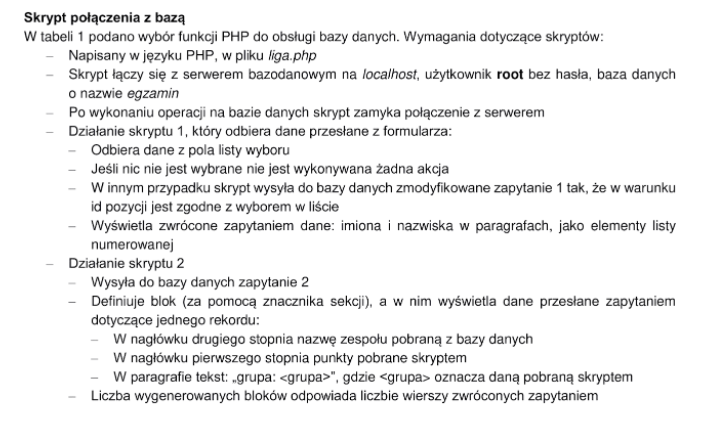 Skrypt połączenia z bazą
W tabeli 1 podano wybór funkcji PHP do obsługi bazy danych. Wymagania dotyczące skryptów:
– Napisany w języku PHP, w pliku liga.php
– Skrypt łączy się z serwerem bazodanowym na localhost, użytkownik root bez hasła, baza danych
o nazwie egzamin
– Po wykonaniu operacji na bazie danych skrypt zamyka połączenie z serwerem
– Działanie skryptu 1, który odbiera dane przesłane z formularza:
– Odbiera dane z pola listy wyboru
– Jeśli nic nie jest wybrane nie jest wykonywana żadna akcja
– W innym przypadku skrypt wysyła do bazy danych zmodyfikowane zapytanie 1 tak, że w warunku
id pozycji jest zgodne z wyborem w liście
– Wyświetla zwrócone zapytaniem dane: imiona i nazwiska w paragrafach, jako elementy listy
numerowanej
– Działanie skryptu 2
– Wysyła do bazy danych zapytanie 2
– Definiuje blok (za pomocą znacznika sekcji), a w nim wyświetla dane przesłane zapytaniem
dotyczące jednego rekordu:
– W nagłówku drugiego stopnia nazwę zespołu pobraną z bazy danych
– W nagłówku pierwszego stopnia punkty pobrane skryptem
– W paragrafie tekst: „grupa: <grupa>”, gdzie <grupa> oznacza daną pobraną skryptem
– Liczba wygenerowanych bloków odpowiada liczbie wierszy zwróconych zapytaniem